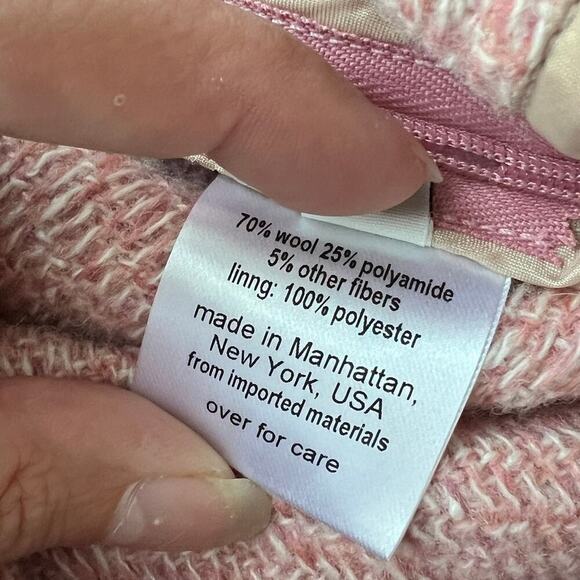 70% wool 25% polyamide
5% other fibers
linng: 100% polyester
made in Manhattan,
New York, USA
from imported materials
over for care